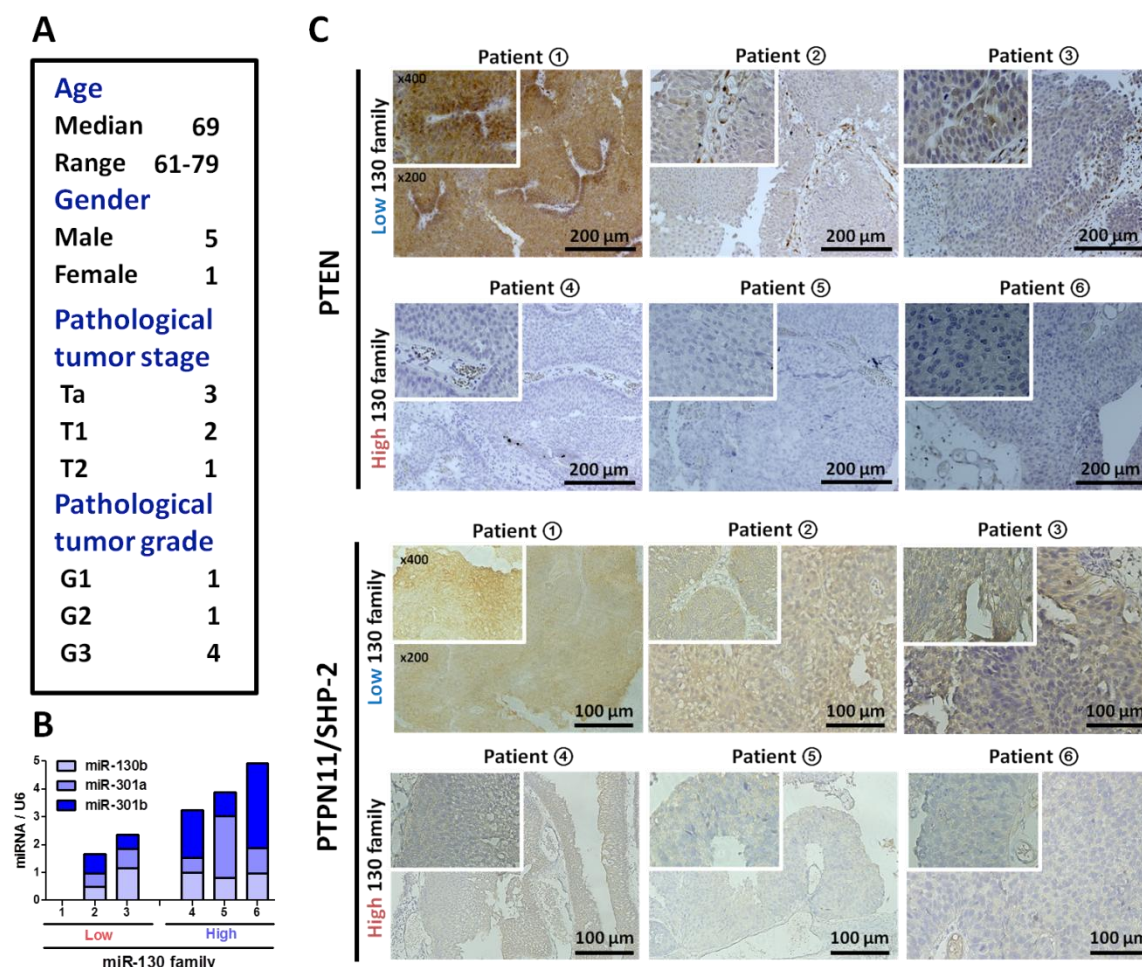 A
Age
Median 69
Range 61-79
Gender
Male 5
Female 1
Pathological
tumor stage
Ta 3
T1 2
T2 1
Pathological
tumor grade
G1 1
G2 1
G3 4
B
miRNA / U6
5
4
3
2
1
0
miR-130b
miR-301a
miR-301b
1 2 3 4 5 6
Low High
miR-130 family
C
PTEN
Low 130 family
Patient ①
x400
x200
200 μm
Patient ②
200 μm
Patient ③
200 μm
High 130 family
Patient ④
200 μm
Patient ⑤
200 μm
Patient ⑥
200 μm
PTPN11/SHP-2
Low 130 family
Patient ①
x400
x200
100 μm
Patient ②
100 μm
Patient ③
100 μm
High 130 family
Patient ④
100 μm
Patient ⑤
100 μm
Patient ⑥
100 μm